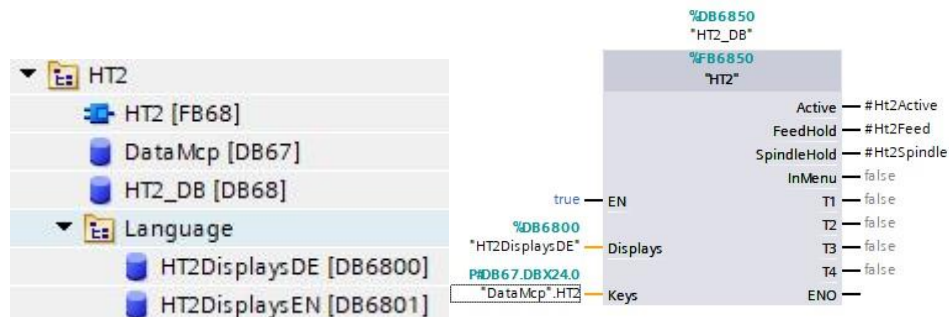 HT2
HT2 [FB68]
DataMcp [DB67]
HT2_DB [DB68]
Language
HT2DisplaysDE [DB6800]
HT2DisplaysEN [DB6801]
%DB6850
"HT2_DB"
%FB6850
"HT2"
Active #Ht2Active
FeedHold #Ht2Feed
SpindleHold #Ht2Spindle
InMenu false
true EN T1 false
%DB6800 T2 false
"HT2DisplaysDE" Displays T3 false
P#DB67.DBX24.0 T4 false
"DataMcp".HT2 Keys ENO